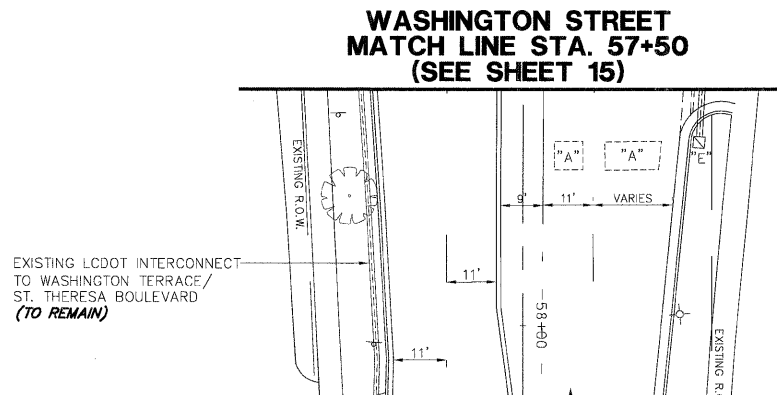 WASHINGTON STREET
MATCH LINE STA. 57+50
(SEE SHEET 15)
EXISTING R.O.W.
"A"
"A"
"E"
9'
11'
VARIES
EXISTING LCDOT INTERCONNECT
TO WASHINGTON TERRACE/
ST. THERESA BOULEVARD
(TO REMAIN)
11'
58+00
11'
EXISTING R.O.